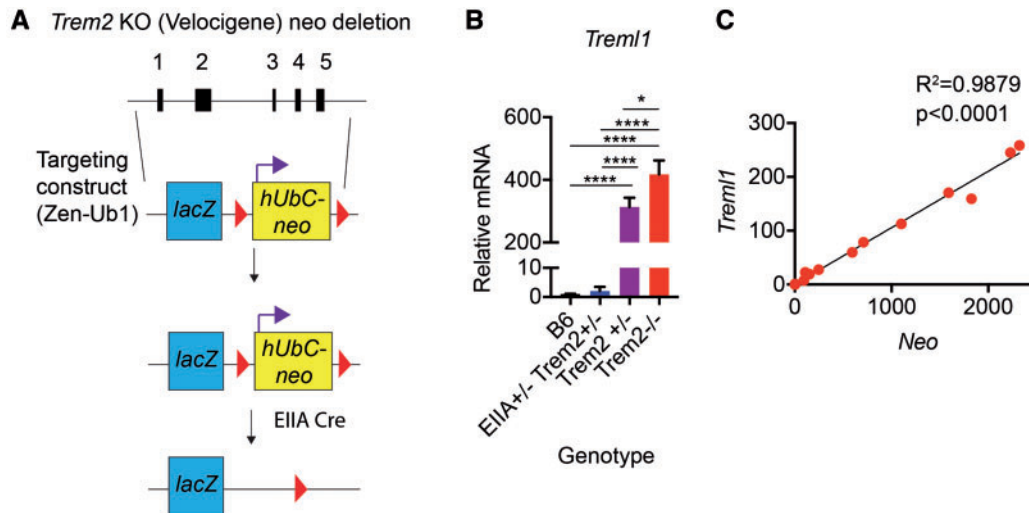 A Trem2 KO (Velocigene) neo deletion
1 2 3 4 5
Targeting
construct
(Zen-Ub1)
lacZ
hUbC-
neo
lacZ
hUbC-
neo
EIIA Cre
lacZ
B
Treml1
Relative mRNA
600
400
200
10
0
*
****
****
****
****
B6
EIIA+/- Trem2+/-
Trem2 +/-
Trem2-/-
Genotype
C
R²=0.9879
p<0.0001
Treml1
300
200
100
0
0 1000 2000
Neo